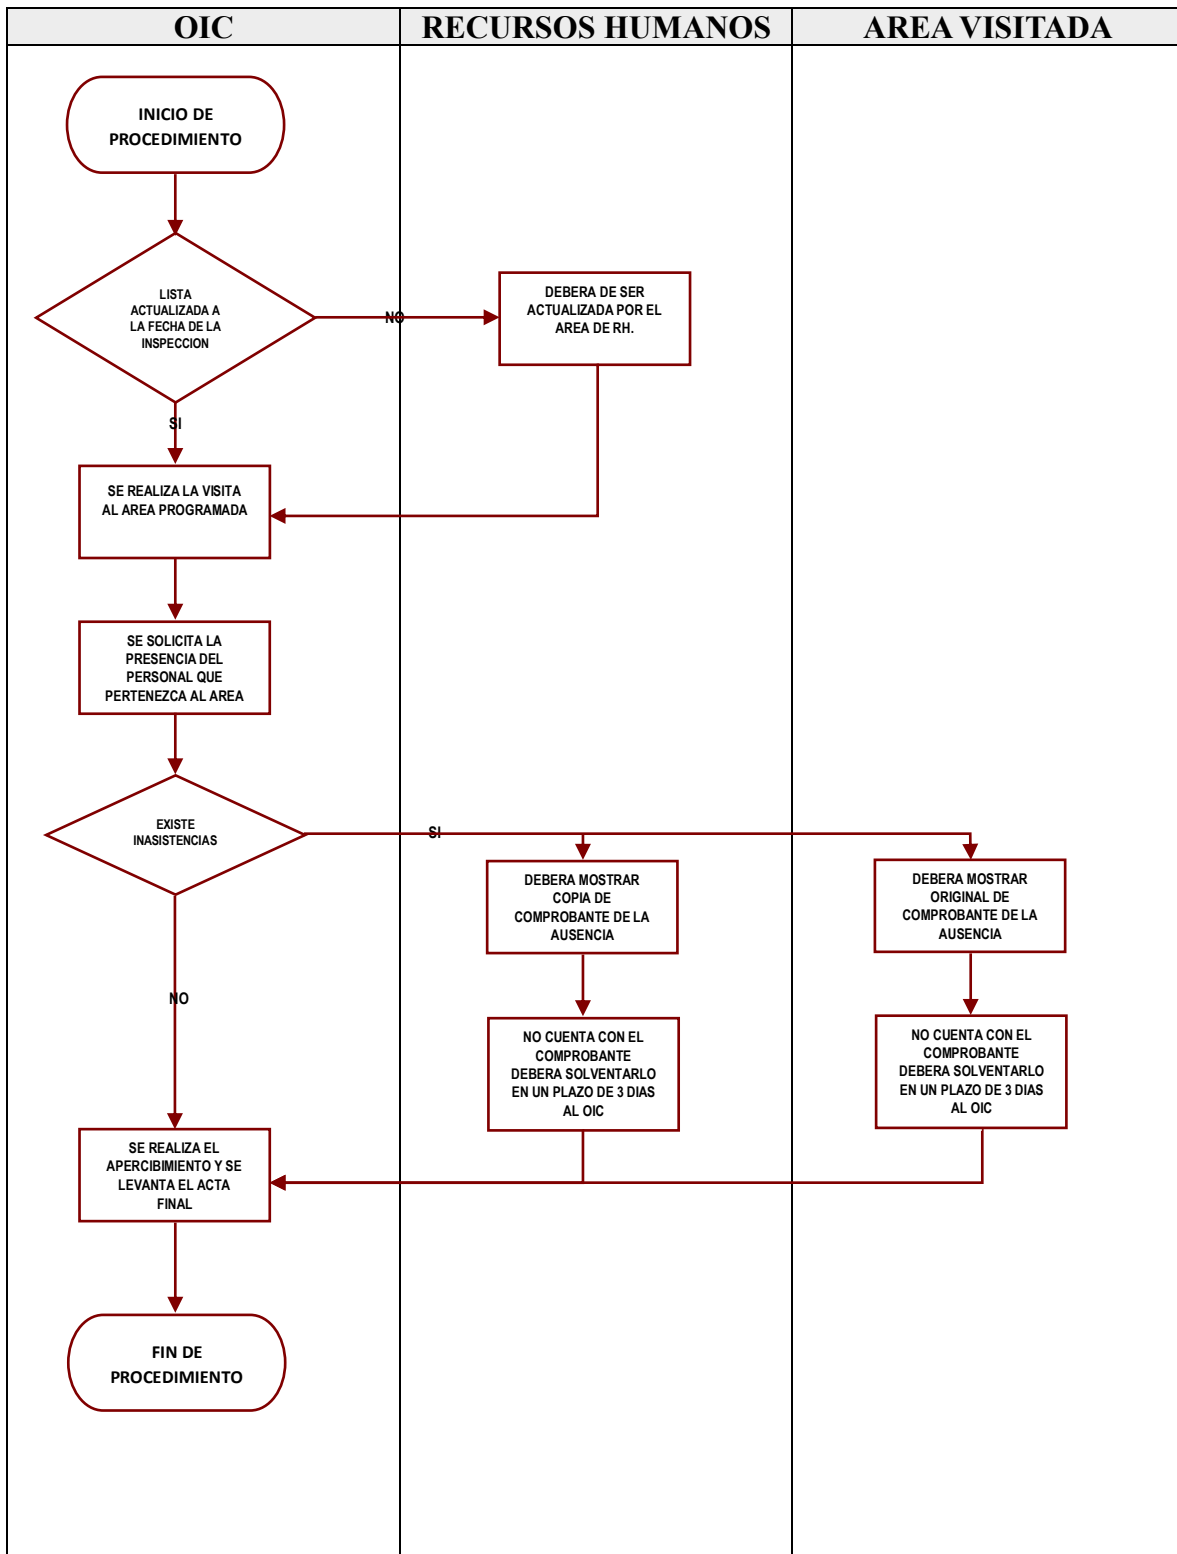 OIC
RECURSOS HUMANOS
AREA VISITADA
INICIO DE
PROCEDIMIENTO
LISTA
ACTUALIZADA A
LA FECHA DE LA
INSPECCION
NO
DEBERA DE SER
ACTUALIZADA POR EL
AREA DE RH.
SI
SE REALIZA LA VISITA
AL AREA PROGRAMADA
SE SOLICITA LA
PRESENCIA DEL
PERSONAL QUE
PERTENEZCA AL AREA
EXISTE
INASISTENCIAS
SI
DEBERA MOSTRAR
COPIA DE
COMPROBANTE DE LA
AUSENCIA
DEBERA MOSTRAR
ORIGINAL DE
COMPROBANTE DE LA
AUSENCIA
NO
NO CUENTA CON EL
COMPROBANTE
DEBERA SOLVENTARLO
EN UN PLAZO DE 3 DIAS
AL OIC
NO CUENTA CON EL
COMPROBANTE
DEBERA SOLVENTARLO
EN UN PLAZO DE 3 DIAS
AL OIC
SE REALIZA EL
APERCIBIMIENTO Y SE
LEVANTA EL ACTA
FINAL
FIN DE
PROCEDIMIENTO